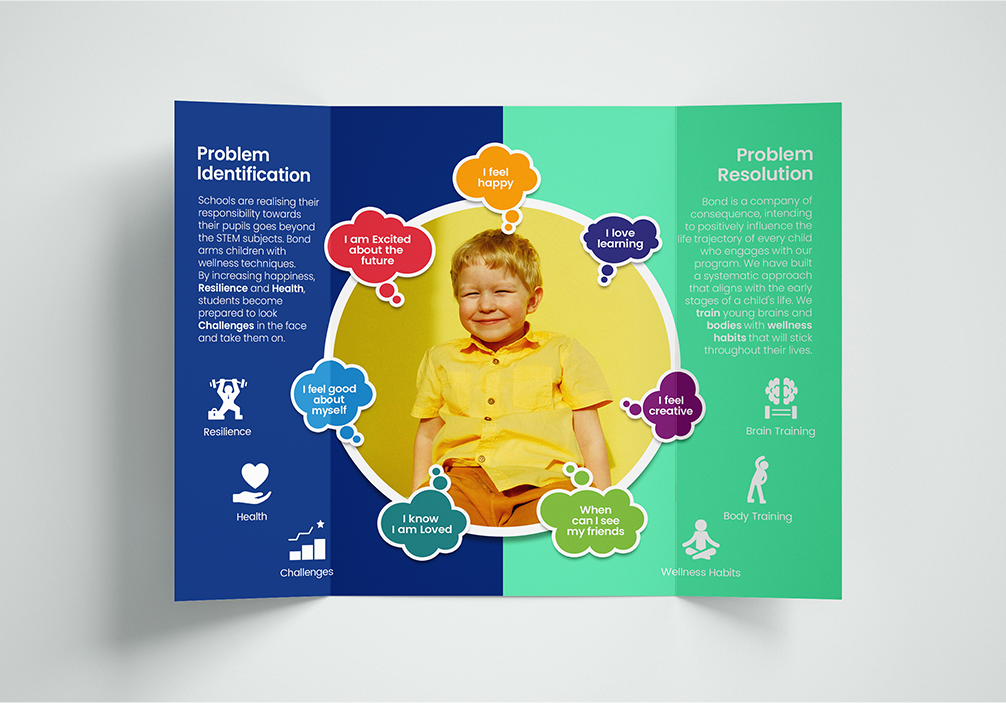 Problem
Identification
Schools are realising their
responsibility towards
their pupils goes beyond
the STEM subjects. Bond
arms children with
wellness techniques.
By increasing happiness,
Resilience and Health,
students become
prepared to look
Challenges in the face
and take them on.
Resilience
Health
Challenges
I feel
happy
I am Excited
about the
future
I love
learning
I feel good
about
myself
I feel
creative
I know
I am Loved
When
can I see
my friends
Problem
Resolution
Bond is a company of
consequence, intending
to positively influence the
life trajectory of every child
who engages with our
program. We have built
a systematic approach
that aligns with the early
stages of a child's life. We
train young brains and
bodies with wellness
habits that will stick
throughout their lives.
Brain Training
Body Training
Wellness Habits